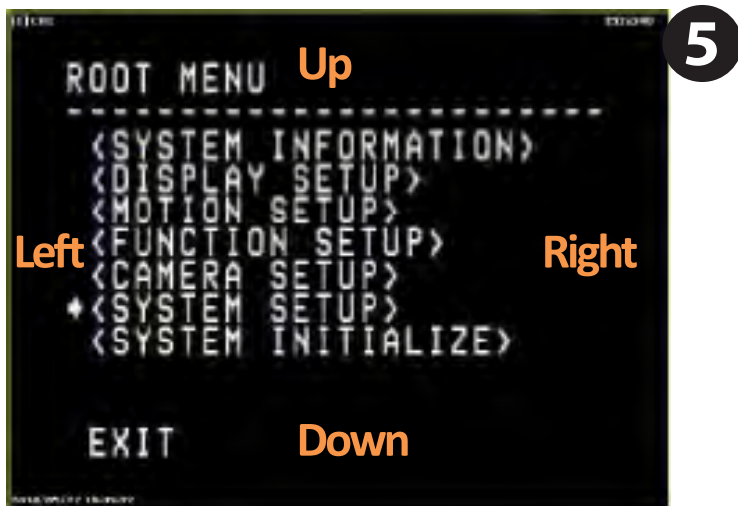 5
Up
ROOT MENU
<SYSTEM INFORMATION>
<DISPLAY SETUP>
<MOTION SETUP>
Left <FUNCTION SETUP> Right
<CAMERA SETUP>
<SYSTEM SETUP>
<SYSTEM INITIALIZE>
EXIT Down